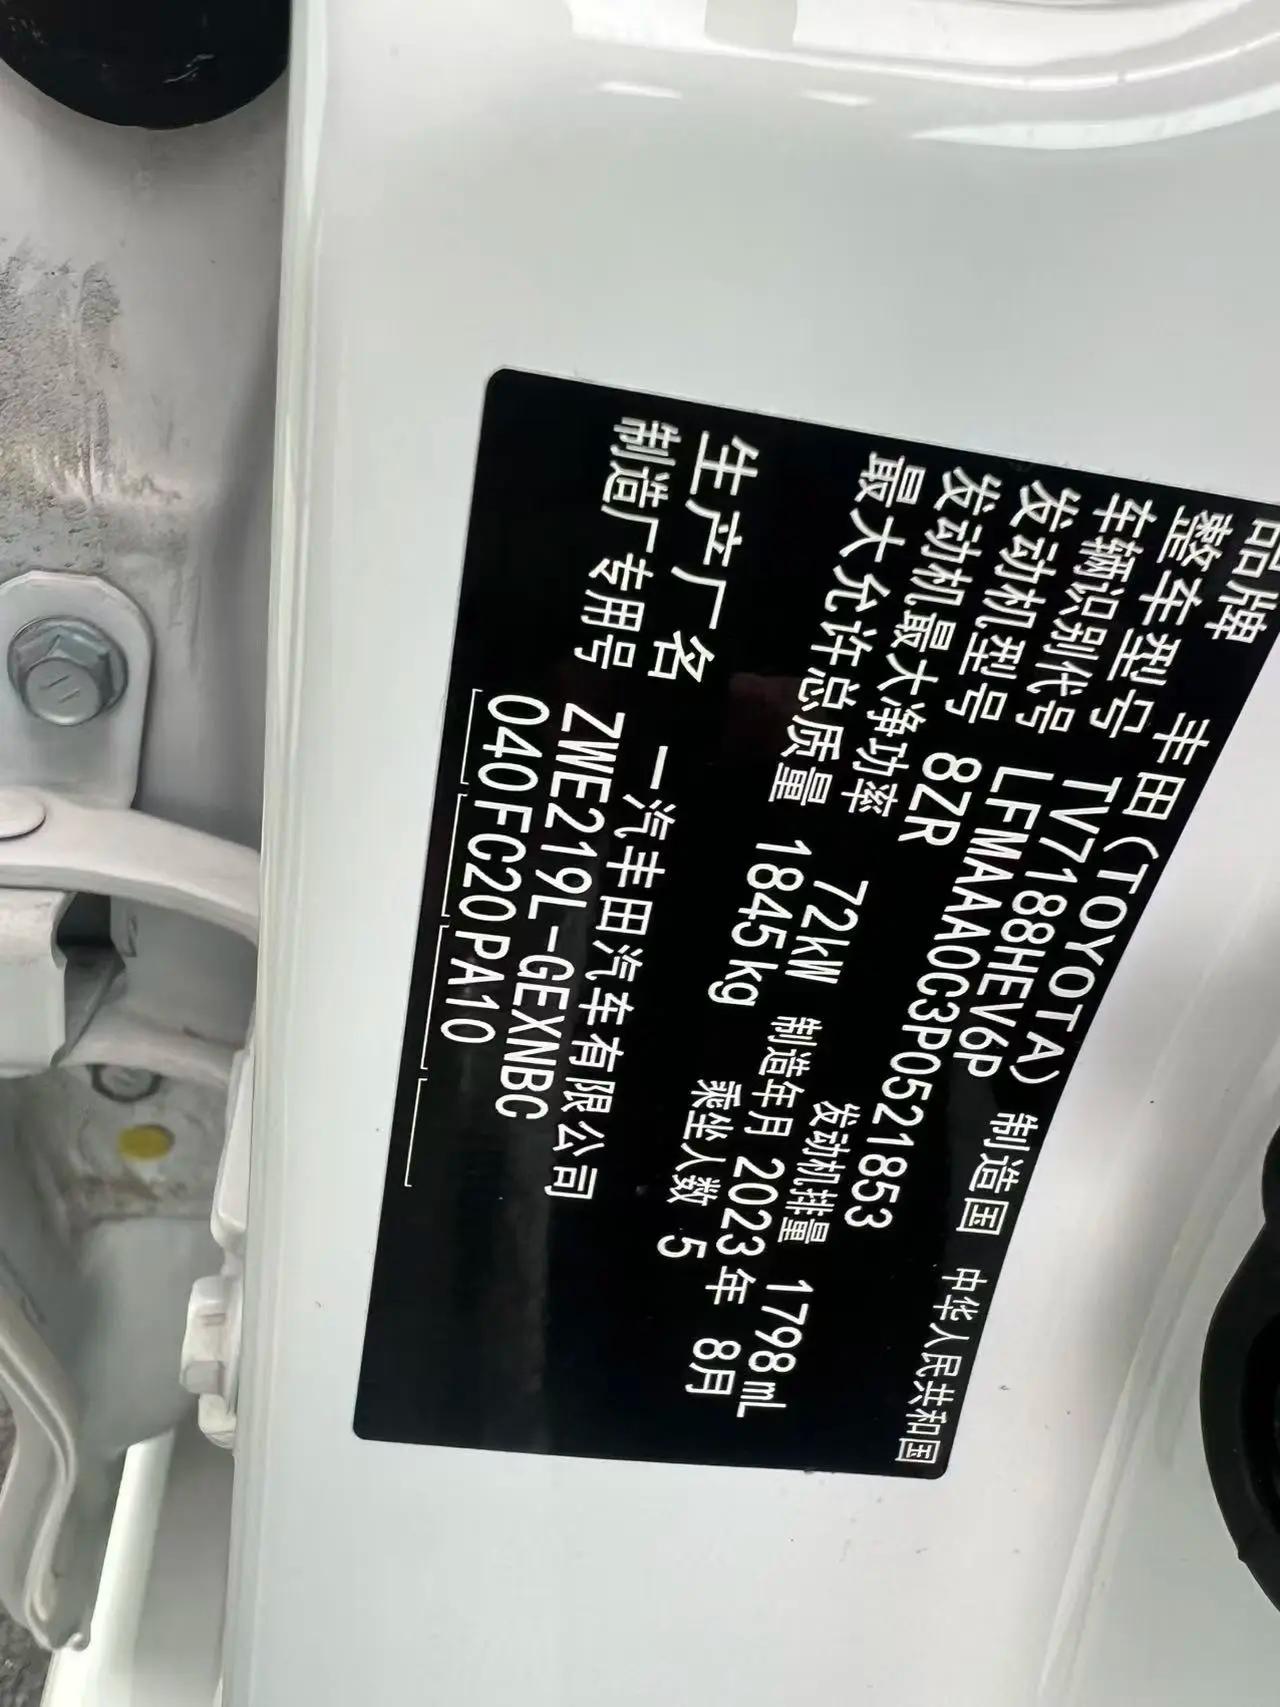 品牌 丰田(TOYOTA) 制造国 中华人民共和国
整车型号 TV7188HEV6P
车辆识别代号 LFMAAA0C3P0521853
发动机型号 8ZR 发动机排量 1798mL
发动机最大净功率 72kW 制造年月 2023年 8月
最大允许总质量 1845kg 乘坐人数 5
生产厂名 一汽丰田汽车有限公司
制造厂专用号 ZWE219L-GEXNBC
040FC20PA10